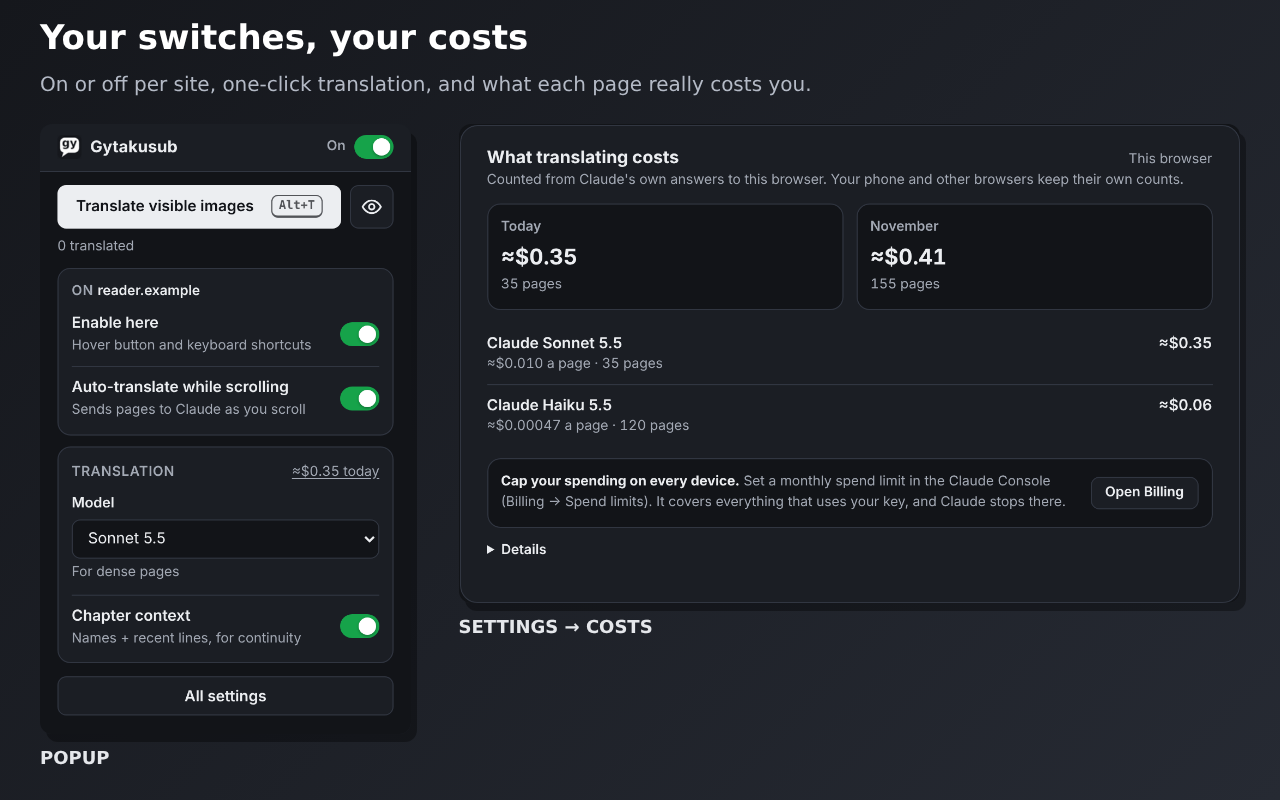 Your switches, your costs
On or off per site, one-click translation, and what each page really costs you.
gy
Gytakusub
On
Translate visible images
Alt+T
0 translated
ON reader.example
Enable here
Hover button and keyboard shortcuts
Auto-translate while scrolling
Sends pages to Claude as you scroll
TRANSLATION
≈$0.35 today
Model
Sonnet 5.5
For dense pages
Chapter context
Names + recent lines, for continuity
All settings
POPUP
What translating costs
This browser
Counted from Claude's own answers to this browser. Your phone and other browsers keep their own counts.
Today
≈$0.35
35 pages
November
≈$0.41
155 pages
Claude Sonnet 5.5
≈$0.35
≈$0.010 a page · 35 pages
Claude Haiku 5.5
≈$0.06
≈$0.00047 a page · 120 pages
Cap your spending on every device. Set a monthly spend limit in the Claude Console
(Billing → Spend limits). It covers everything that uses your key, and Claude stops there.
Open Billing
Details
SETTINGS → COSTS